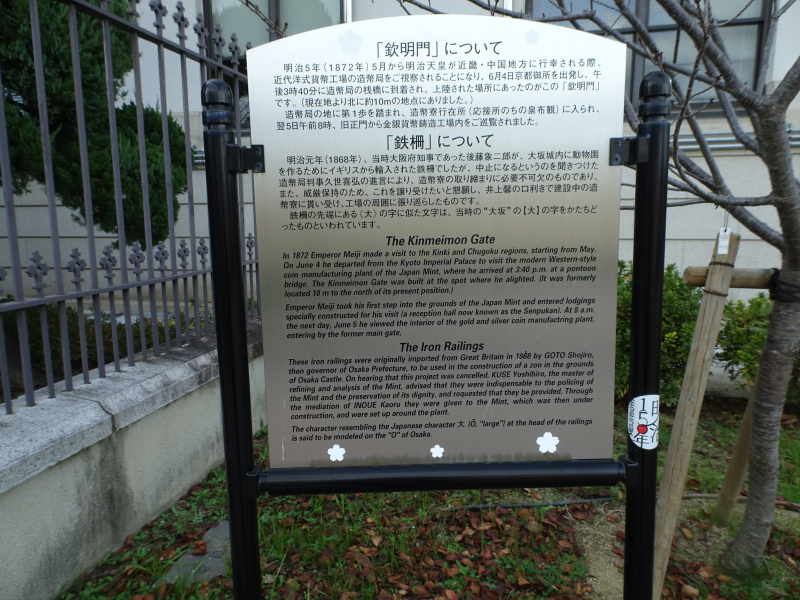 「欽明門」について
明治5年（1872年）5月から明治天皇が近畿・中国地方に行幸される際、
近代洋式貨幣工場の造幣局をご視察されることになり、6月4日京都御所を出発し、午
後3時40分に造幣局の桟橋に到着され、上陸された場所にあったのがこの「欽明門」
です。（現在地より北に約10mの地点にありました。）
造幣局の地に第1歩を踏まれ、造幣寮行在所（応接所のちの泉布観）に入られ、
翌5日午前8時、旧正門から金銀貨幣鋳造工場内をご巡覧されました。
「鉄柵」について
明治元年（1868年）、当時大阪府知事であった後藤象二郎が、大坂城内に動物園
を作るためにイギリスから輸入された鉄柵でしたが、中止になるというのを聞きつけた
造幣局判事久世喜弘の進言により、造幣寮の取り締まりに必要不可欠のものであり、
また、威厳保持のため、これを譲り受けたいと懇願し、井上馨の口利きで建設中の造
幣寮に貰い受け、工場の周囲に張り巡らしたものです。
鉄柵の先端にある〈大〉の字に似た文字は、当時の“大坂”の【大】の字をかたちど
ったものといわれています。
The Kinmeimon Gate
In 1872 Emperor Meiji made a visit to the Kinki and Chugoku regions, starting from May.
On June 4 he departed from the Kyoto Imperial Palace to visit the modern Western-style
coin manufacturing plant of the Japan Mint, where he arrived at 3:40 p.m. at a pontoon
bridge. The Kinmeimon Gate was built at the spot where he alighted. (It was formerly
located 10 m to the north of its present position.)
Emperor Meiji took his first step into the grounds of the Japan Mint and entered lodgings
specially constructed for his visit (a reception hall now known as the Senpukan). At 8 a.m.
the next day, June 5 he viewed the interior of the gold and silver coin manufactring plant,
entering by the former main gate.
The Iron Railings
These iron railings were originally imported from Great Britain in 1868 by GOTO Shojiro,
then governor of Osaka Prefecture, to be used in the construction of a zoo in the grounds
of Osaka Castle. On hearing that this project was cancelled, KUSE Yoshihiro, the master of
refining and analysis of the Mint, advised that they were indispensable to the policing of
the Mint and the preservation of its dignity, and requested that they be provided. Through
the mediation of INOUE Kaoru they were given to the Mint, which was then under
construction, and were set up around the plant.
The character resembling the Japanese character 大 (Ō, "large") at the head of the railings
is said to be modeled on the "O" of Osaka.
明治
150年